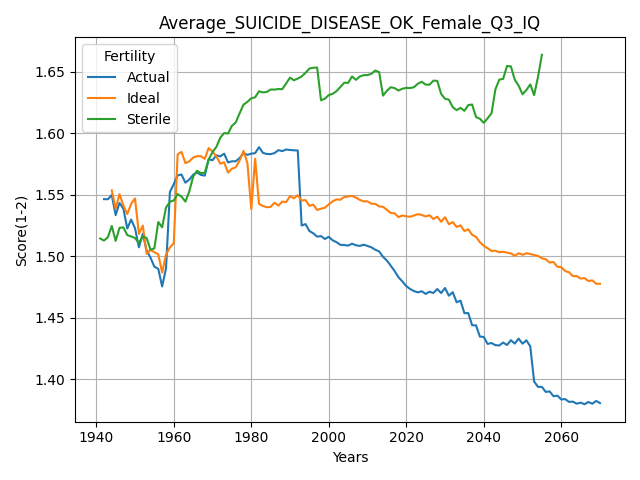 Average_SUICIDE_DISEASE_OK_Female_Q3_IQ
Fertility
Actual
Ideal
Sterile
Score(1-2)
1.65
1.60
1.55
1.50
1.45
1.40
1940 1960 1980 2000 2020 2040 2060
Years